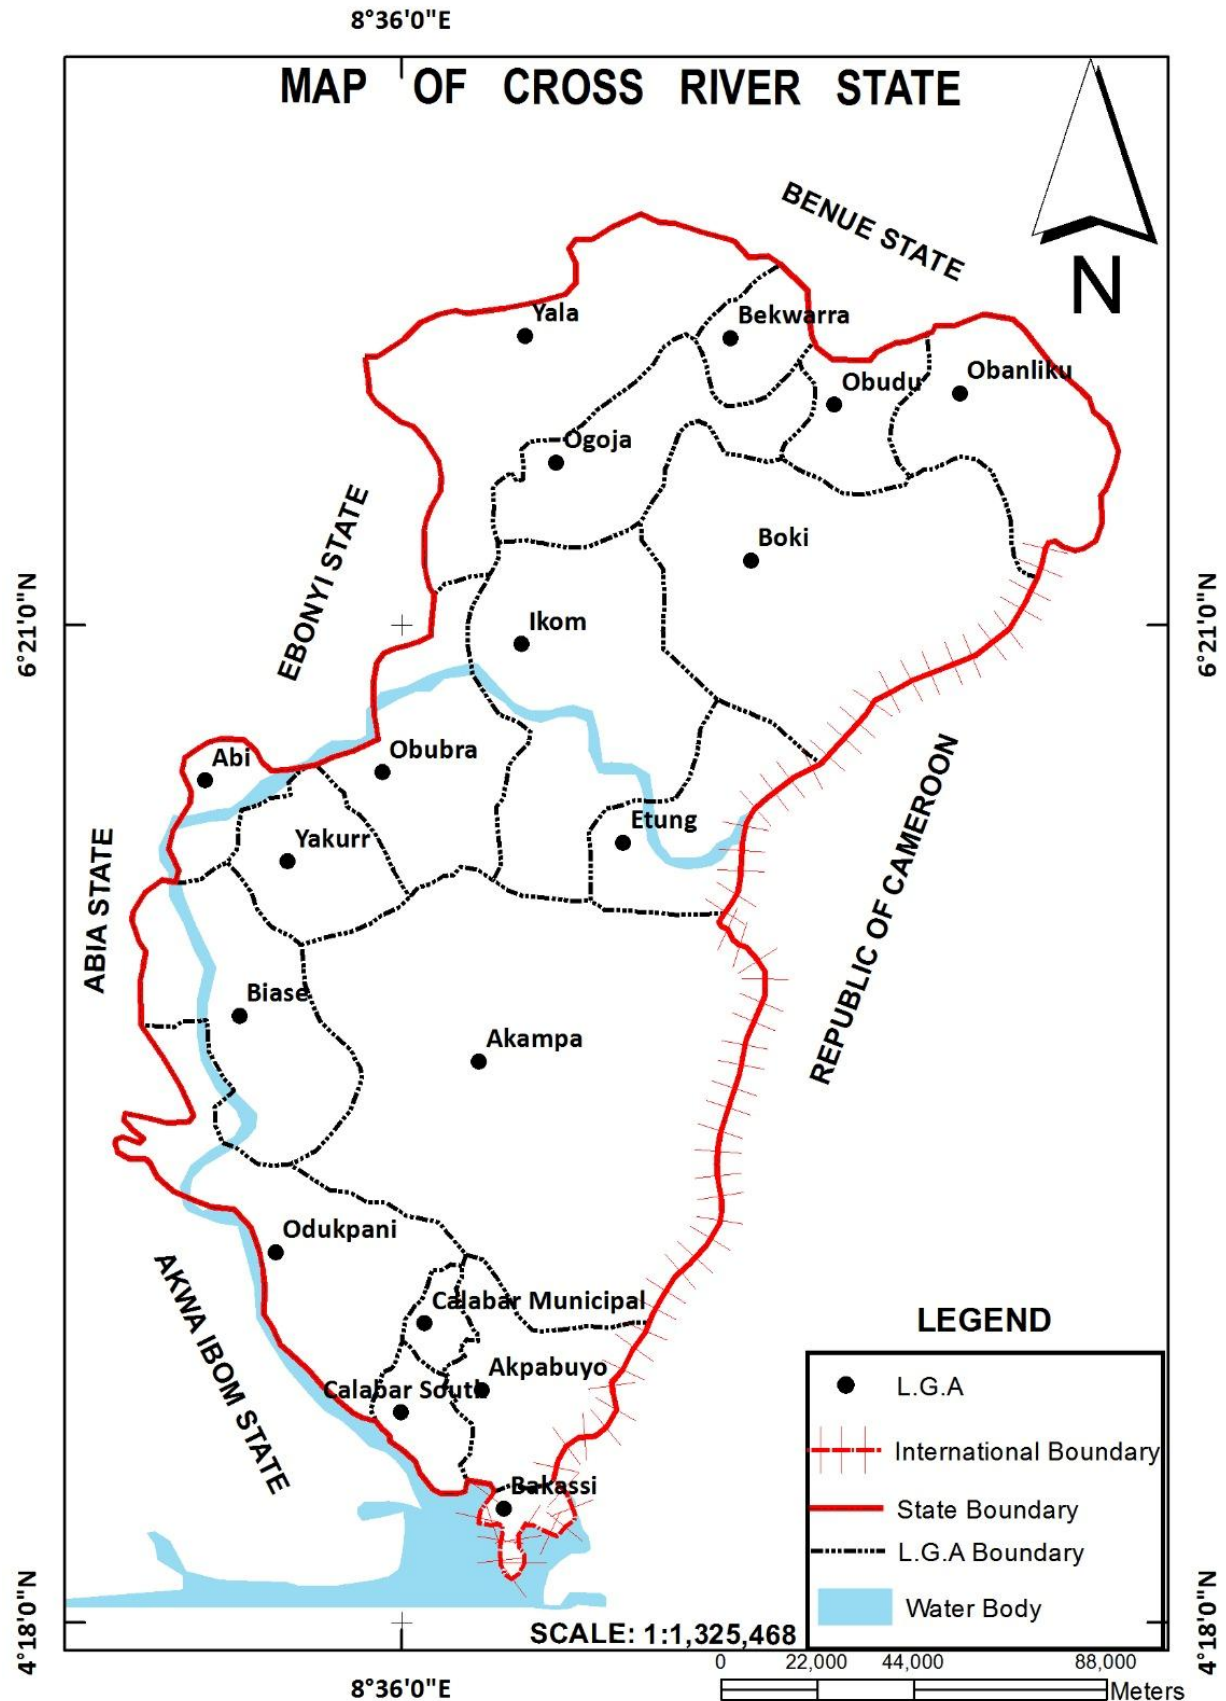 8°36'0"E
MAP OF CROSS RIVER STATE
BENUE STATE
N
Yala
Bekwarra
Obanliku
Obudu
Ogoja
EBONYI STATE
Boki
6°21'0"N
6°21'0"N
Ikom
Abi
Obubra
REPUBLIC OF CAMEROON
Etung
Yakurr
ABIA STATE
Biase
Akampa
Odukpani
AKWA IBOM STATE
Calabar Municipal
Akpabuyo
Calabar South
Bakassi
LEGEND
L.G.A
International Boundary
State Boundary
L.G.A Boundary
Water Body
4°18'0"N
4°18'0"N
SCALE: 1:1,325,468
0 22,000 44,000 88,000
Meters
8°36'0"E